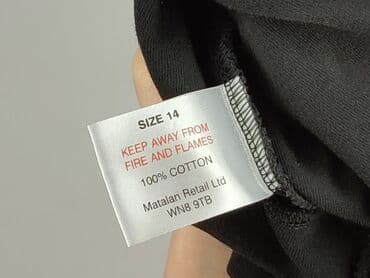 SIZE 14
KEEP AWAY FROM
FIRE AND FLAMES
100% COTTON
Matalan Retail Ltd
WN8 9TB